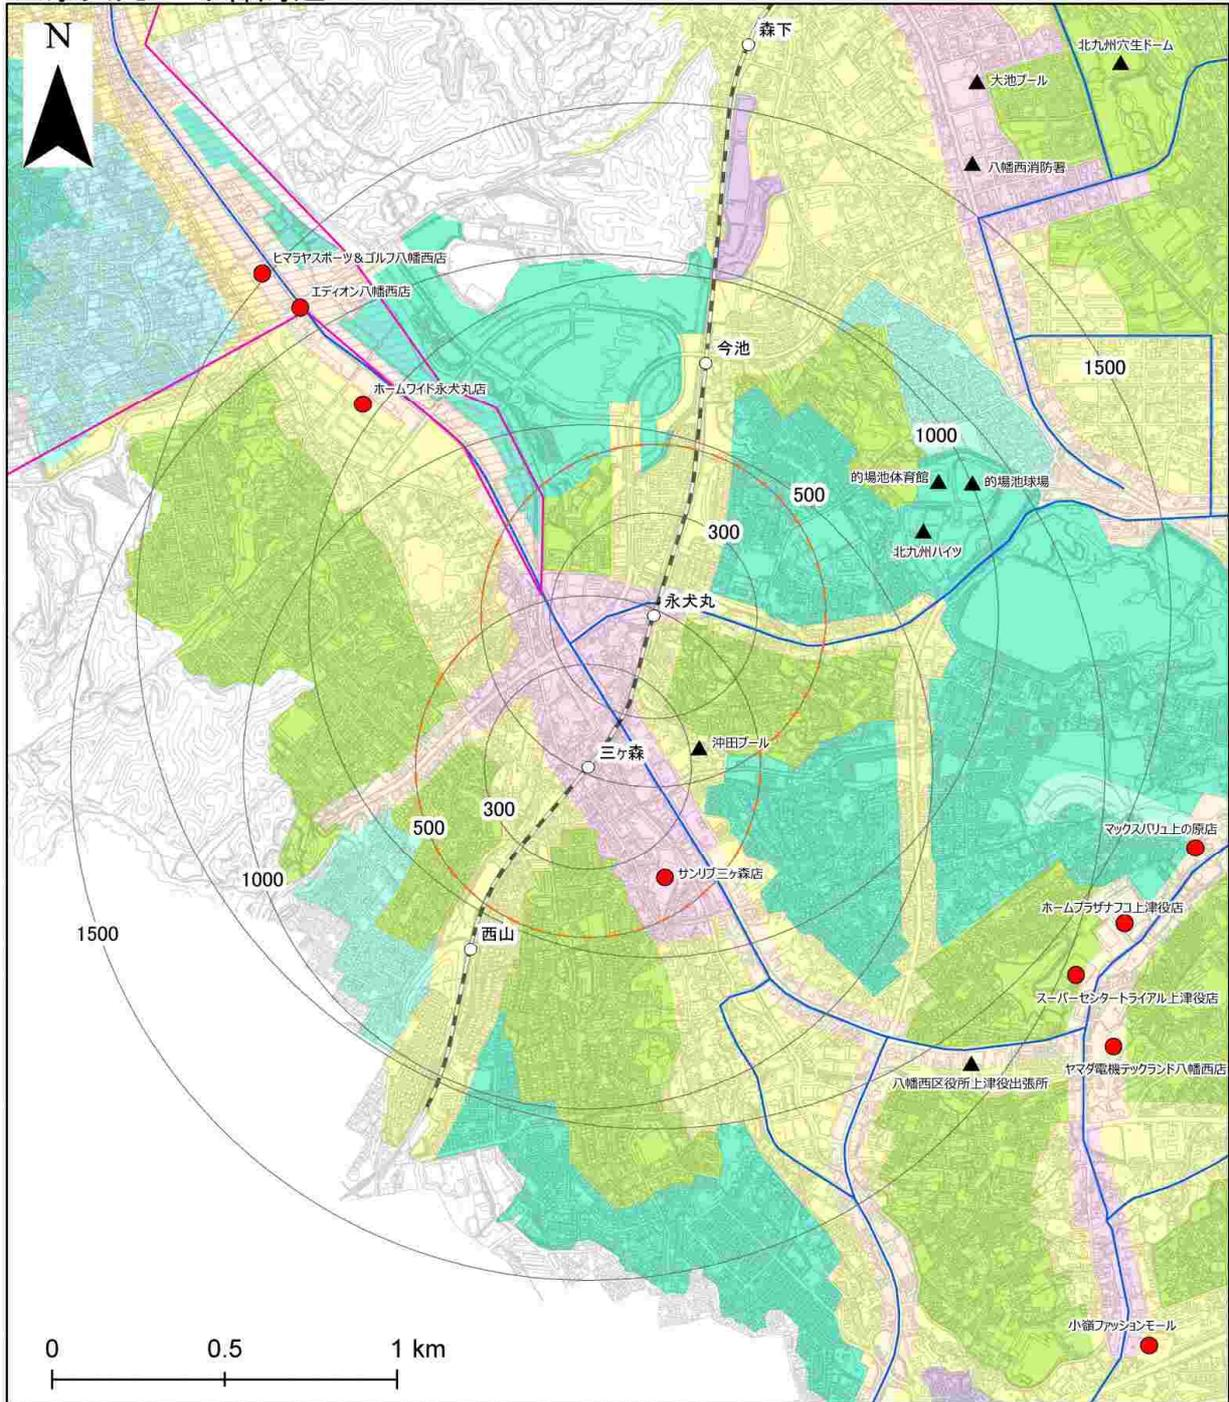 N
森下
北九州穴生ドーム
大池プール
八幡西消防署
ヒマラヤスポーツ&ゴルフ八幡西店
エディオン八幡西店
今池
1500
ホームワイド永犬丸店
1000
的場池体育館
的場池球場
500
300
北九州ハイツ
永犬丸
沖田プール
三ヶ森
300
500
マックスバリュ上の原店
サンリブ三ヶ森店
1000
ホームプラザナフコ上津役店
1500
西山
スーパーセンタートライアル上津役店
ヤマダ電機テックランド八幡西店
八幡西区役所上津役出張所
小嶺ファッションモール
0 0.5 1 km